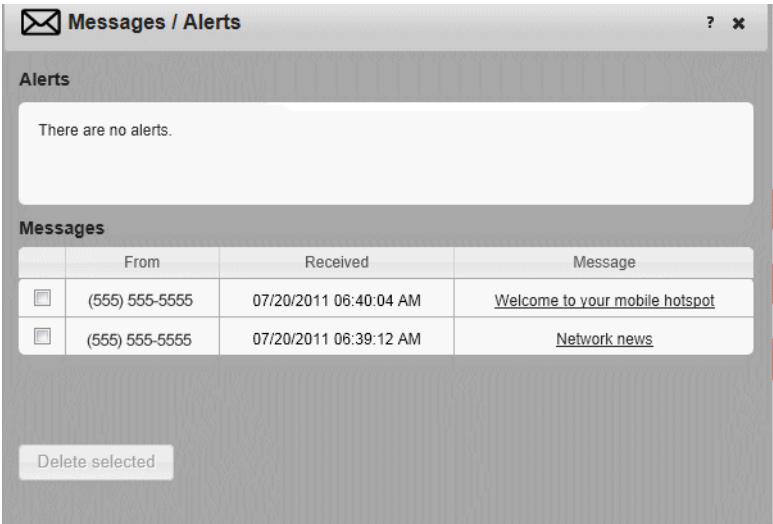 Messages / Alerts ? ✖
Alerts
There are no alerts.
Messages
From Received Message
(555) 555-5555 07/20/2011 06:40:04 AM Welcome to your mobile hotspot
(555) 555-5555 07/20/2011 06:39:12 AM Network news
Delete selected